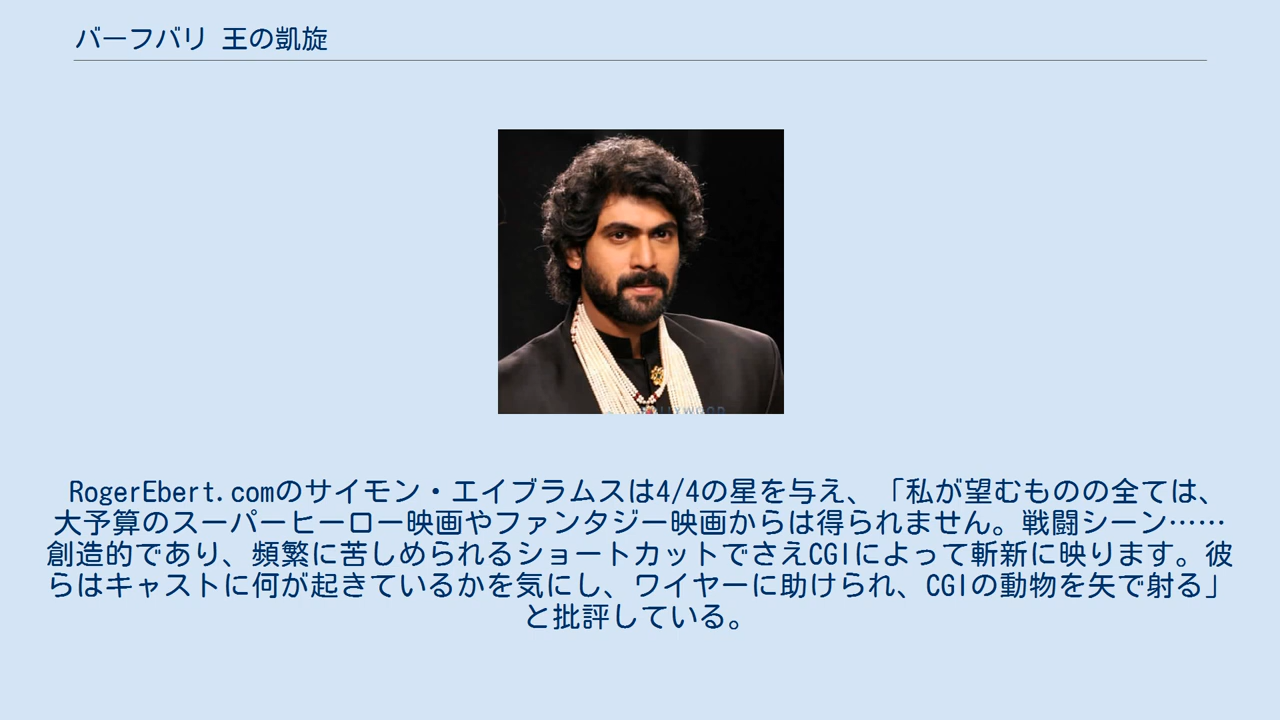 バーフバリ 王の凱旋
RogerEbert.comのサイモン・エイブラムスは4/4の星を与え、「私が望むものの全ては、
大予算のスーパーヒーロー映画やファンタジー映画からは得られません。戦闘シーン……
創造的であり、頻繁に苦しめられるショートカットでさえCGIによって斬新に映ります。彼
らはキャストに何が起きているかを気にし、ワイヤーに助けられ、CGIの動物を矢で射る」
と批評している。